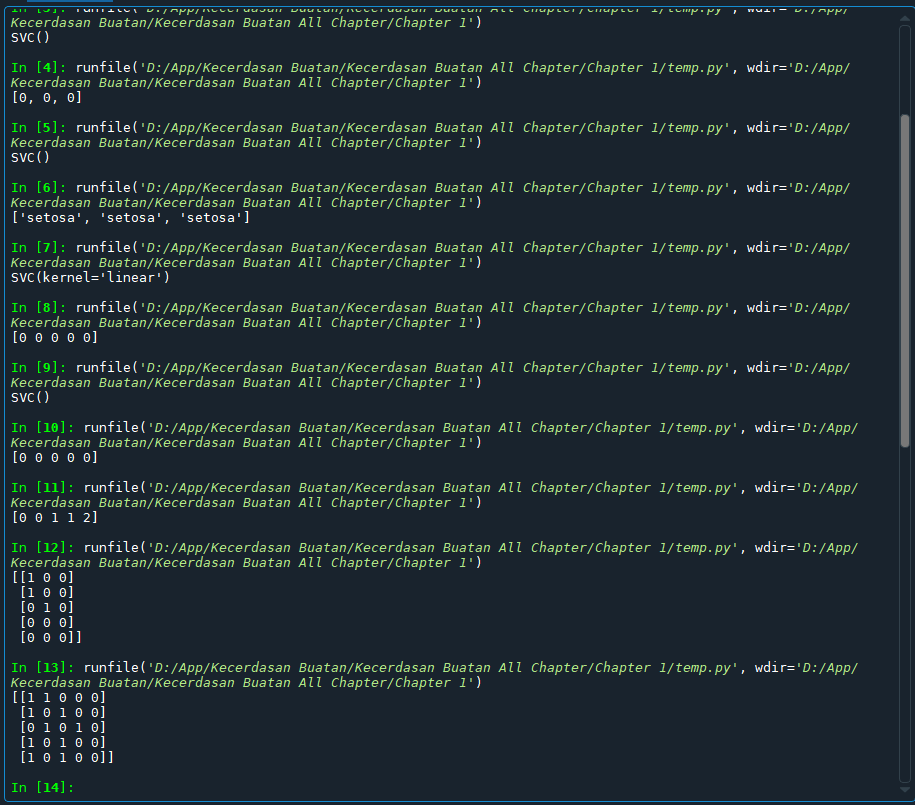 In [3]: runfile('D:/App/Kecerdasan Buatan/Kecerdasan Buatan All Chapter/Chapter 1/temp.py', wdir='D:/App/
Kecerdasan Buatan/Kecerdasan Buatan All Chapter/Chapter 1')
SVC()
In [4]: runfile('D:/App/Kecerdasan Buatan/Kecerdasan Buatan All Chapter/Chapter 1/temp.py', wdir='D:/App/
Kecerdasan Buatan/Kecerdasan Buatan All Chapter/Chapter 1')
[0, 0, 0]
In [5]: runfile('D:/App/Kecerdasan Buatan/Kecerdasan Buatan All Chapter/Chapter 1/temp.py', wdir='D:/App/
Kecerdasan Buatan/Kecerdasan Buatan All Chapter/Chapter 1')
SVC()
In [6]: runfile('D:/App/Kecerdasan Buatan/Kecerdasan Buatan All Chapter/Chapter 1/temp.py', wdir='D:/App/
Kecerdasan Buatan/Kecerdasan Buatan All Chapter/Chapter 1')
['setosa', 'setosa', 'setosa']
In [7]: runfile('D:/App/Kecerdasan Buatan/Kecerdasan Buatan All Chapter/Chapter 1/temp.py', wdir='D:/App/
Kecerdasan Buatan/Kecerdasan Buatan All Chapter/Chapter 1')
SVC(kernel='linear')
In [8]: runfile('D:/App/Kecerdasan Buatan/Kecerdasan Buatan All Chapter/Chapter 1/temp.py', wdir='D:/App/
Kecerdasan Buatan/Kecerdasan Buatan All Chapter/Chapter 1')
[0 0 0 0 0]
In [9]: runfile('D:/App/Kecerdasan Buatan/Kecerdasan Buatan All Chapter/Chapter 1/temp.py', wdir='D:/App/
Kecerdasan Buatan/Kecerdasan Buatan All Chapter/Chapter 1')
SVC()
In [10]: runfile('D:/App/Kecerdasan Buatan/Kecerdasan Buatan All Chapter/Chapter 1/temp.py', wdir='D:/App/
Kecerdasan Buatan/Kecerdasan Buatan All Chapter/Chapter 1')
[0 0 0 0 0]
In [11]: runfile('D:/App/Kecerdasan Buatan/Kecerdasan Buatan All Chapter/Chapter 1/temp.py', wdir='D:/App/
Kecerdasan Buatan/Kecerdasan Buatan All Chapter/Chapter 1')
[0 0 1 1 2]
In [12]: runfile('D:/App/Kecerdasan Buatan/Kecerdasan Buatan All Chapter/Chapter 1/temp.py', wdir='D:/App/
Kecerdasan Buatan/Kecerdasan Buatan All Chapter/Chapter 1')
[[1 0 0]
[1 0 0]
[0 1 0]
[0 0 0]
[0 0 0]]
In [13]: runfile('D:/App/Kecerdasan Buatan/Kecerdasan Buatan All Chapter/Chapter 1/temp.py', wdir='D:/App/
Kecerdasan Buatan/Kecerdasan Buatan All Chapter/Chapter 1')
[[1 1 0 0 0]
[1 0 1 0 0]
[0 1 0 1 0]
[1 0 1 0 0]
[1 0 1 0 0]]
In [14]: